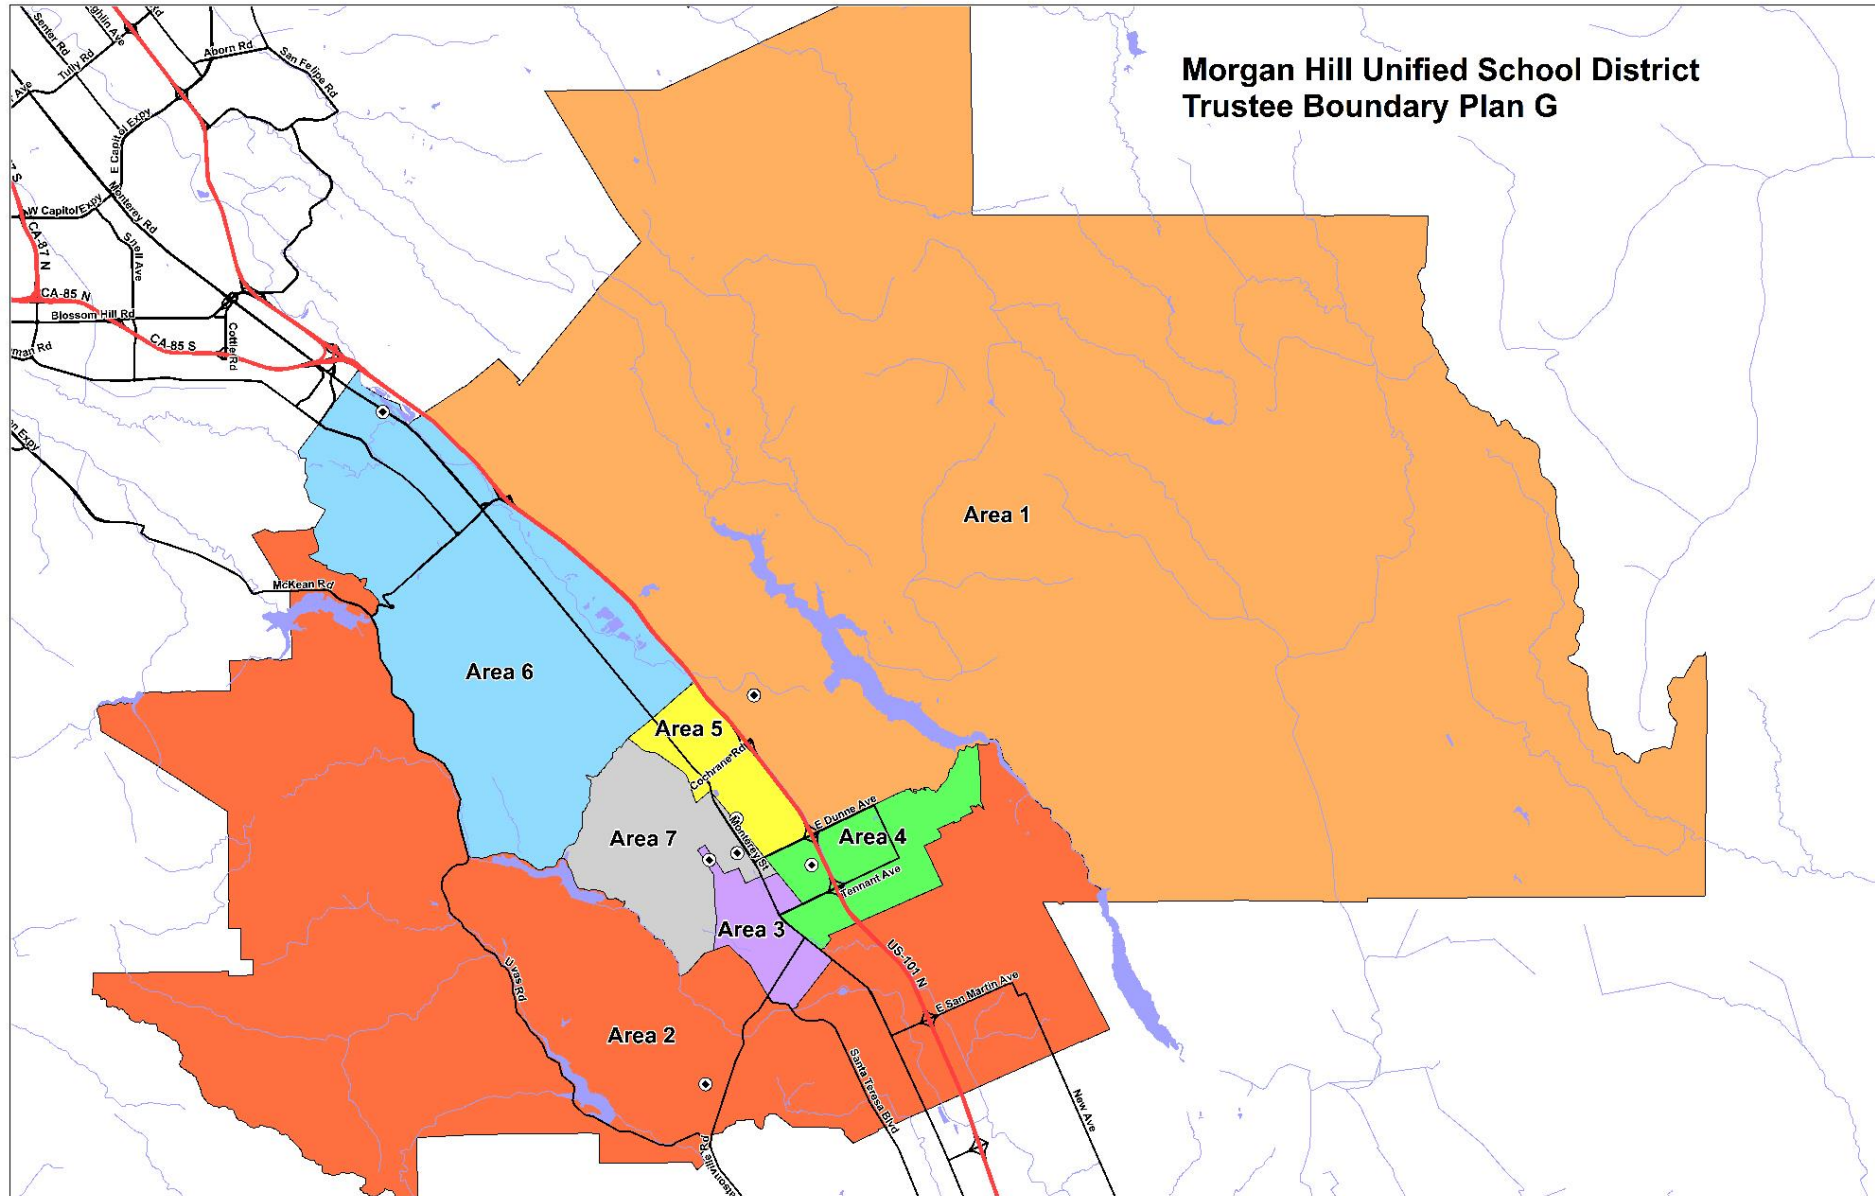 Morgan Hill Unified School District
Trustee Boundary Plan G
Senter Rd
Tully Rd
Aborn Rd
San Felipe Rd
E Capitol Expy
Monterey Rd
W Capitol Expy
Snell Ave
CA-87 N
CA-85 N
Blossom Hill Rd
CA-85 S
Cottle Rd
McKean Rd
Area 1
Area 6
Area 5
Cochrane Rd
E Dunne Ave
Area 4
Area 7
Monterey St
Tennant Ave
Area 3
US-101 N
Uvas Rd
E San Martin Ave
Area 2
Santa Teresa Blvd
New Ave